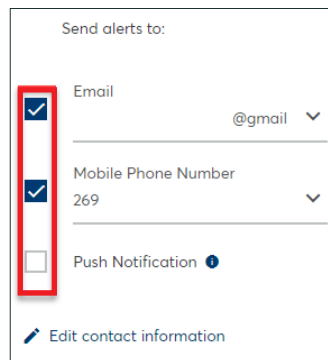 Send alerts to:
Email
@gmail
Mobile Phone Number
269
Push Notification
Edit contact information